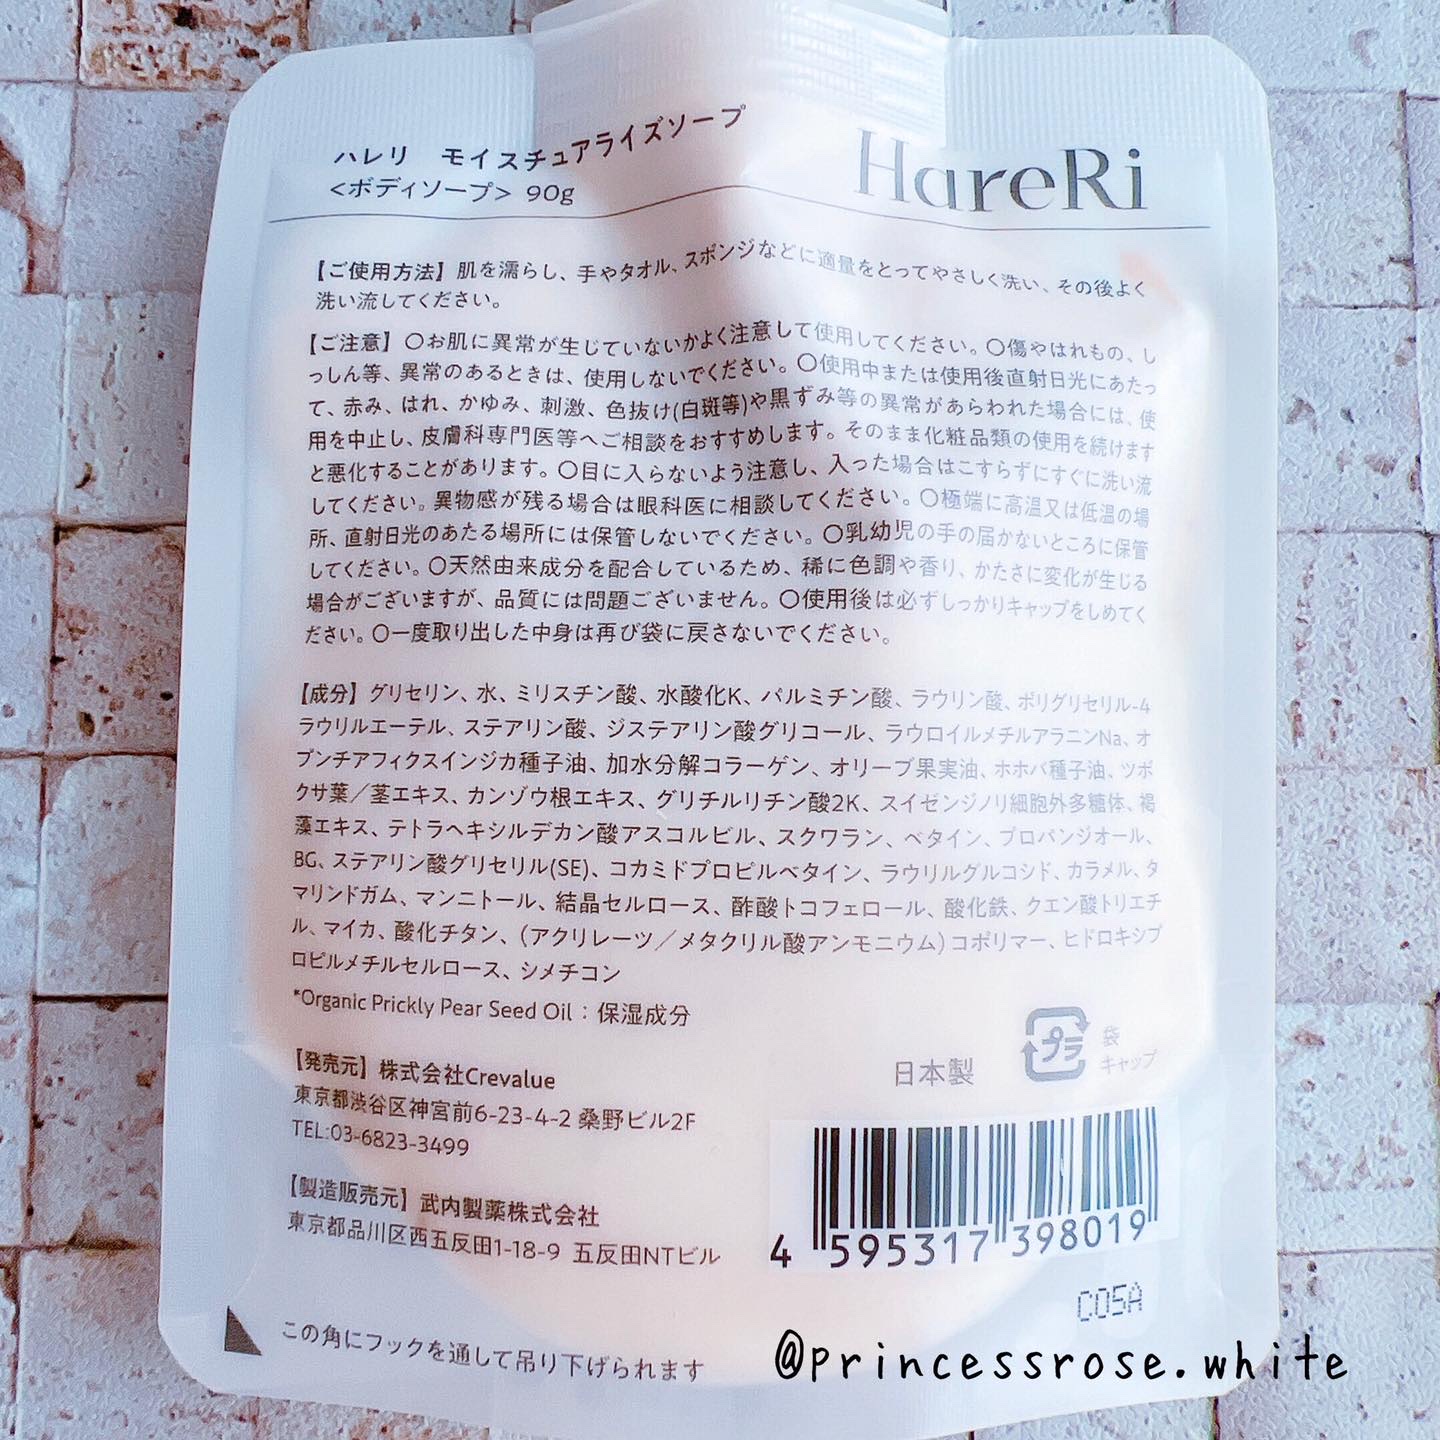 ハレリ　モイスチュアライズソープ
<ボディソープ> 90g
HareRi
【ご使用方法】肌を濡らし、手やタオル、スポンジなどに適量をとってやさしく洗い、その後よく
洗い流してください。
【ご注意】〇お肌に異常が生じていないかよく注意して使用してください。〇傷やはれもの、し
っしん等、異常のあるときは、使用しないでください。〇使用中または使用後直射日光にあたっ
て、赤み、はれ、かゆみ、刺激、色抜け(白斑等)や黒ずみ等の異常があらわれた場合には、使
用を中止し、皮膚科専門医等へご相談をおすすめします。そのまま化粧品類の使用を続けます
と悪化することがあります。〇目に入らないよう注意し、入った場合はこすらずにすぐに洗い流
してください。異物感が残る場合は眼科医に相談してください。〇極端に高温又は低温の場
所、直射日光のあたる場所には保管しないでください。〇乳幼児の手の届かないところに保管
してください。〇天然由来成分を配合しているため、稀に色調や香り、かたさに変化が生じる
場合がございますが、品質には問題ございません。〇使用後は必ずしっかりキャップをしめてく
ださい。〇一度取り出した中身は再び袋に戻さないでください。
【成分】グリセリン、水、ミリスチン酸、水酸化K、パルミチン酸、ラウリン酸、ポリグリセリル-4
ラウリルエーテル、ステアリン酸、ジステアリン酸グリコール、ラウロイルメチルアラニンNa、オ
プンチアフィクスインジカ種子油、加水分解コラーゲン、オリーブ果実油、ホホバ種子油、ツボ
クサ葉／茎エキス、カンゾウ根エキス、グリチルリチン酸2K、スイゼンジノリ細胞外多糖体、褐
藻エキス、テトラヘキシルデカン酸アスコルビル、スクワラン、ベタイン、プロパンジオール、
BG、ステアリン酸グリセリル(SE)、コカミドプロピルベタイン、ラウリルグルコシド、カラメル、タ
マリンドガム、マンニトール、結晶セルロース、酢酸トコフェロール、酸化鉄、クエン酸トリエチ
ル、マイカ、酸化チタン、(アクリレーツ／メタクリル酸アンモニウム)コポリマー、ヒドロキシプ
ロピルメチルセルロース、シメチコン
*Organic Prickly Pear Seed Oil：保湿成分
【発売元】株式会社Crevalue
東京都渋谷区神宮前6-23-4-2 桑野ビル2F
TEL:03-6823-3499
日本製
プラ
袋
キャップ
【製造販売元】武内製薬株式会社
東京都品川区西五反田1-18-9 五反田NTビル
4 595317 398019
C05A
この角にフックを通して吊り下げられます
@princessrose.white